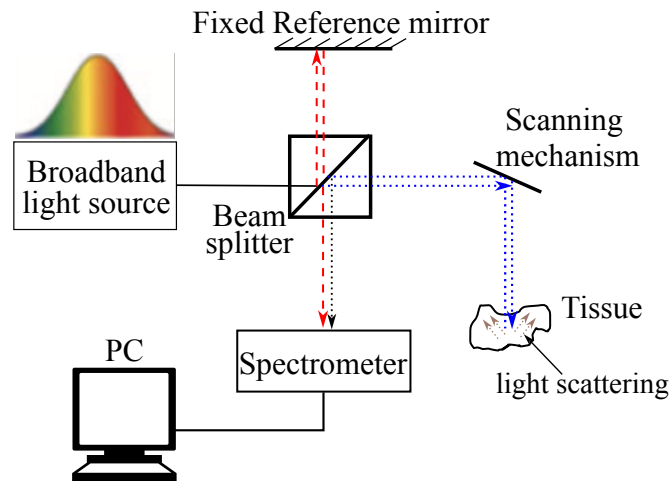 Fixed Reference mirror
Scanning
mechanism
Broadband
light source
Beam
splitter
Tissue
PC
Spectrometer
light scattering